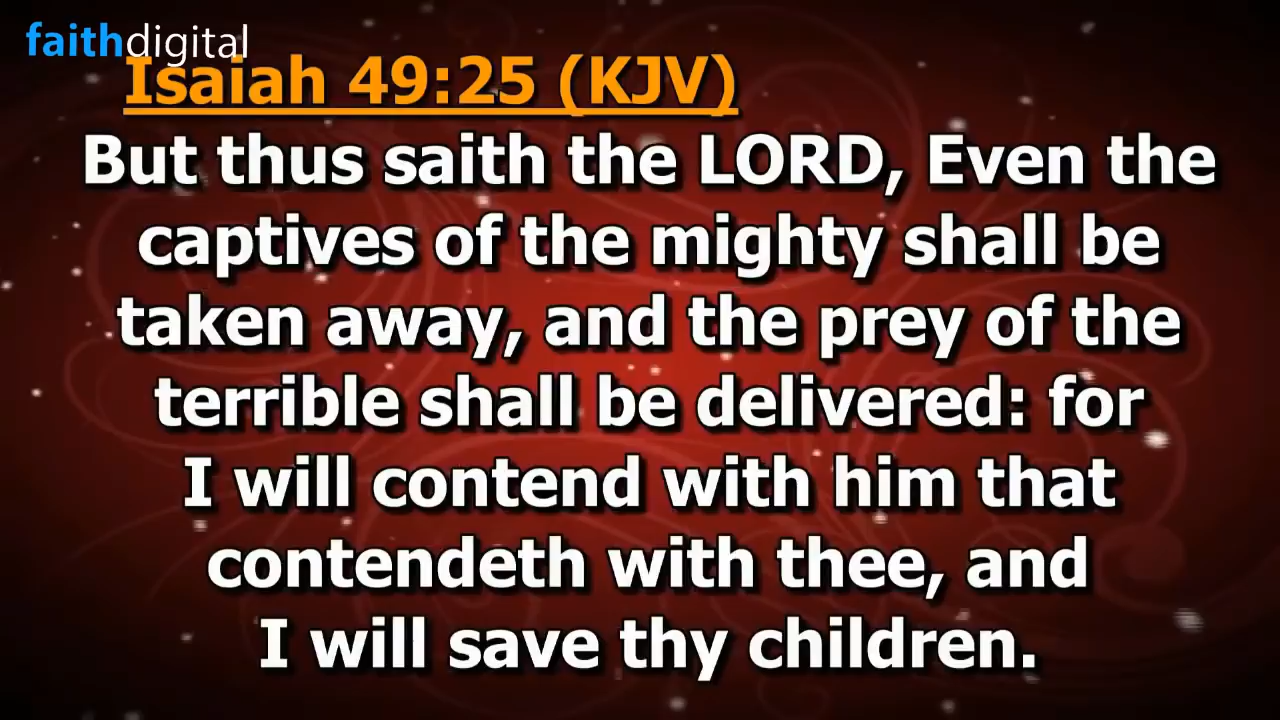 faithdigital
Isaiah 49:25 (KJV)
But thus saith the LORD, Even the
captives of the mighty shall be
taken away, and the prey of the
terrible shall be delivered: for
I will contend with him that
contendeth with thee, and
I will save thy children.